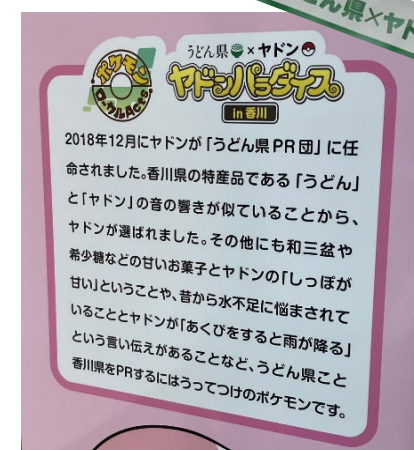 ん県×ヤド
ポケモン
ローカルActs
うどん県×ヤドン
ヤドンパラダイス
in 香川
2018年12月にヤドンが「うどん県PR団」に任
命されました。香川県の特産品である「うどん」
と「ヤドン」の音の響きが似ていることから、
ヤドンが選ばれました。その他にも和三盆や
希少糖などの甘いお菓子とヤドンの「しっぽが
甘い」ということや、昔から水不足に悩まされて
いることとヤドンが「あくびをすると雨が降る」
という言い伝えがあることなど、うどん県こと
香川県をPRするにはうってつけのポケモンです。